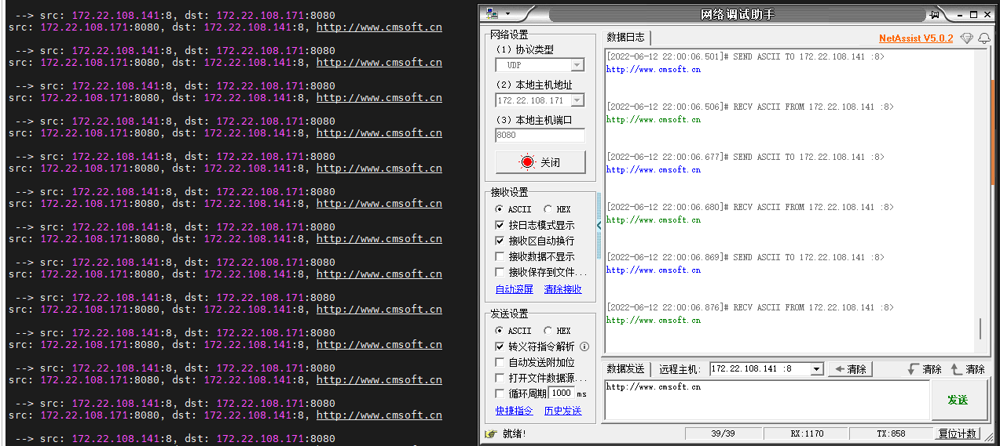 --> src: 172.22.108.141:8, dst: 172.22.108.171:8080
src: 172.22.108.171:8080, dst: 172.22.108.141:8, http://www.cmsoft.cn
--> src: 172.22.108.141:8, dst: 172.22.108.171:8080
src: 172.22.108.171:8080, dst: 172.22.108.141:8, http://www.cmsoft.cn
--> src: 172.22.108.141:8, dst: 172.22.108.171:8080
src: 172.22.108.171:8080, dst: 172.22.108.141:8, http://www.cmsoft.cn
--> src: 172.22.108.141:8, dst: 172.22.108.171:8080
src: 172.22.108.171:8080, dst: 172.22.108.141:8, http://www.cmsoft.cn
--> src: 172.22.108.141:8, dst: 172.22.108.171:8080
src: 172.22.108.171:8080, dst: 172.22.108.141:8, http://www.cmsoft.cn
--> src: 172.22.108.141:8, dst: 172.22.108.171:8080
src: 172.22.108.171:8080, dst: 172.22.108.141:8, http://www.cmsoft.cn
--> src: 172.22.108.141:8, dst: 172.22.108.171:8080
src: 172.22.108.171:8080, dst: 172.22.108.141:8, http://www.cmsoft.cn
--> src: 172.22.108.141:8, dst: 172.22.108.171:8080
src: 172.22.108.171:8080, dst: 172.22.108.141:8, http://www.cmsoft.cn
--> src: 172.22.108.141:8, dst: 172.22.108.171:8080
src: 172.22.108.171:8080, dst: 172.22.108.141:8, http://www.cmsoft.cn
--> src: 172.22.108.141:8, dst: 172.22.108.171:8080
src: 172.22.108.171:8080, dst: 172.22.108.141:8, http://www.cmsoft.cn
--> src: 172.22.108.141:8, dst: 172.22.108.171:8080
src: 172.22.108.171:8080, dst: 172.22.108.141:8, http://www.cmsoft.cn
--> src: 172.22.108.141:8, dst: 172.22.108.171:8080
src: 172.22.108.171:8080, dst: 172.22.108.141:8, http://www.cmsoft.cn
--> src: 172.22.108.141:8, dst: 172.22.108.171:8080
网络调试助手
网络设置
(1) 协议类型
UDP
(2) 本地主机地址
172.22.108.171
(3) 本地主机端口
8080
关闭
接收设置
ASCII HEX
按日志模式显示
接收区自动换行
接收数据不显示
接收保存到文件...
自动滚屏 清除接收
发送设置
ASCII HEX
转义符指令解析
自动发送附加位
打开文件数据源...
循环周期 1000 ms
快捷指令 历史发送
数据日志 NetAssist V5.0.2
[2022-06-12 22:00:06.501]# SEND ASCII TO 172.22.108.141 :8>
http://www.cmsoft.cn
[2022-06-12 22:00:06.506]# RECV ASCII FROM 172.22.108.141 :8>
http://www.cmsoft.cn
[2022-06-12 22:00:06.677]# SEND ASCII TO 172.22.108.141 :8>
http://www.cmsoft.cn
[2022-06-12 22:00:06.680]# RECV ASCII FROM 172.22.108.141 :8>
http://www.cmsoft.cn
[2022-06-12 22:00:06.869]# SEND ASCII TO 172.22.108.141 :8>
http://www.cmsoft.cn
[2022-06-12 22:00:06.876]# RECV ASCII FROM 172.22.108.141 :8>
http://www.cmsoft.cn
数据发送 远程主机: 172.22.108.141 :8 清除 清除 清除
http://www.cmsoft.cn
发送
就绪! 39/39 RX:1170 TX:858 复位计数